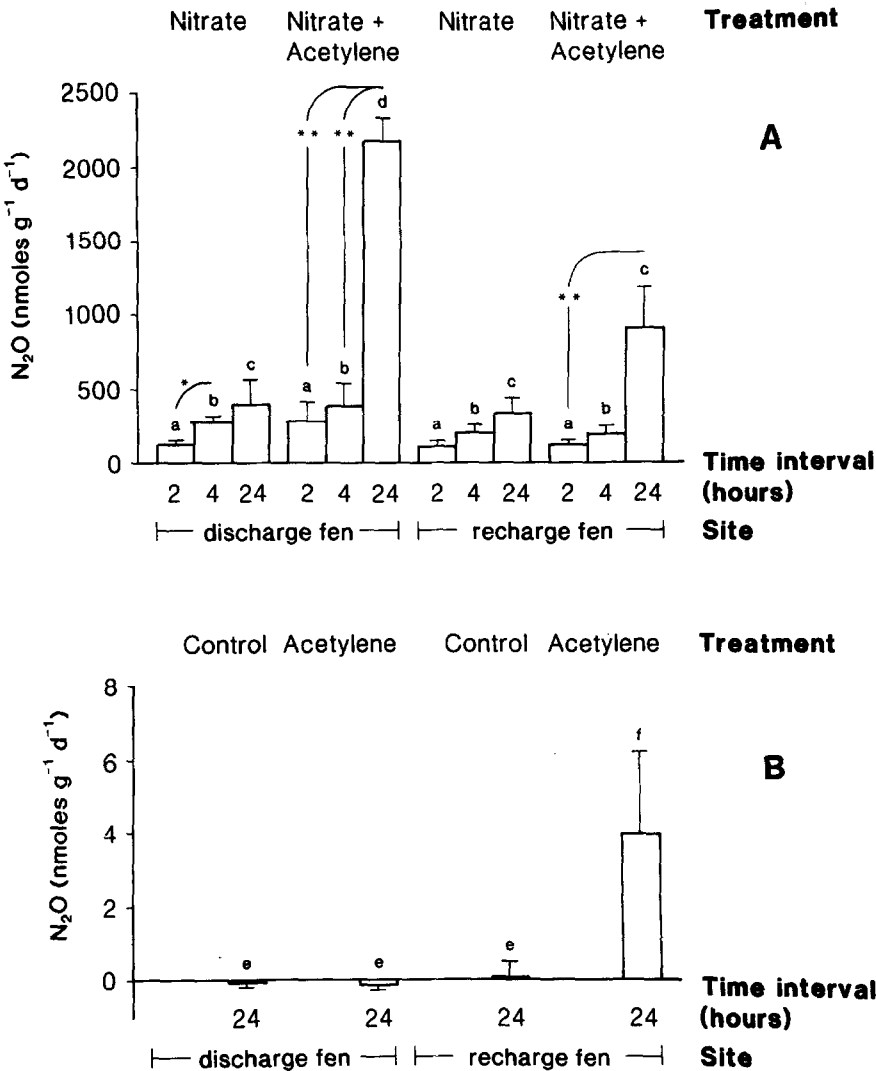 Nitrate Nitrate + Acetylene Nitrate Nitrate + Acetylene Treatment
A
N₂O (nmoles g⁻¹ d⁻¹)
2500
2000
1500
1000
500
0
d
** **
c
**
* a b c a b a b c a b
2 4 24 2 4 24 2 4 24 2 4 24 Time interval (hours)
discharge fen recharge fen Site
Control Acetylene Control Acetylene Treatment
B
N₂O (nmoles g⁻¹ d⁻¹)
8
6
4
2
0
f
e e e
24 24 24 24 Time interval (hours)
discharge fen recharge fen Site